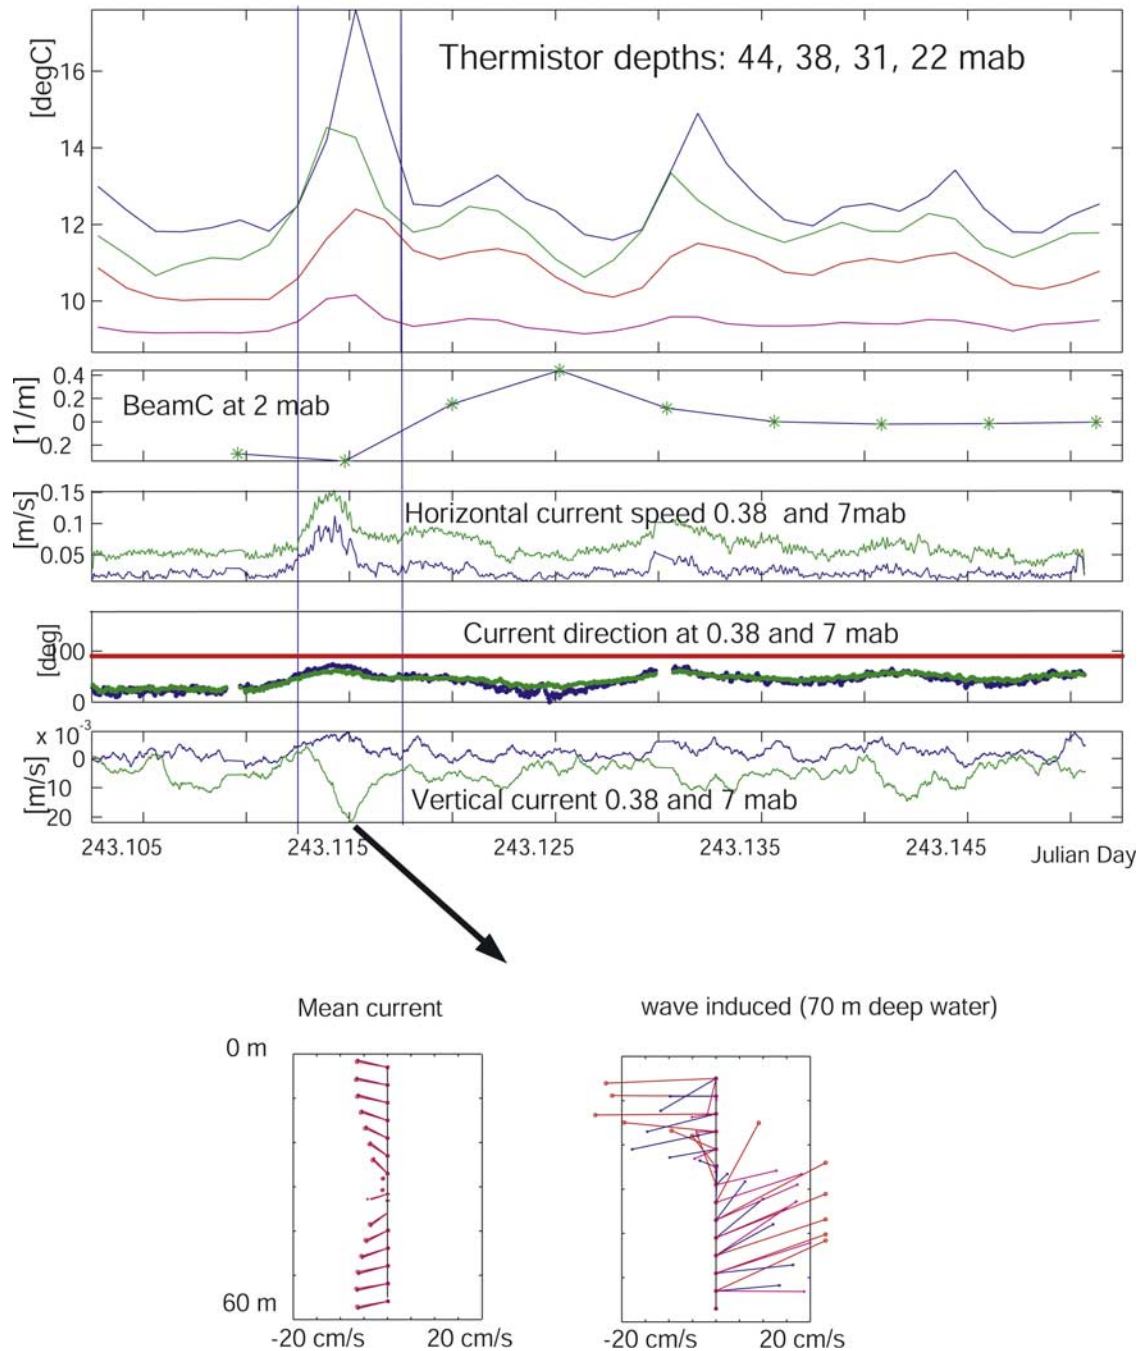 [degC]
Thermistor depths: 44, 38, 31, 22 mab
16
14
12
10
[1/m]
0.4
0.2
0
0.2
BeamC at 2 mab
[m/s]
0.15
0.1
0.05
Horizontal current speed 0.38 and 7mab
[deg]
100
0
Current direction at 0.38 and 7 mab
x 10-3
[m/s]
0
10
20
Vertical current 0.38 and 7 mab
243.105 243.115 243.125 243.135 243.145 Julian Day
Mean current
wave induced (70 m deep water)
0 m
60 m
-20 cm/s 20 cm/s
-20 cm/s 20 cm/s